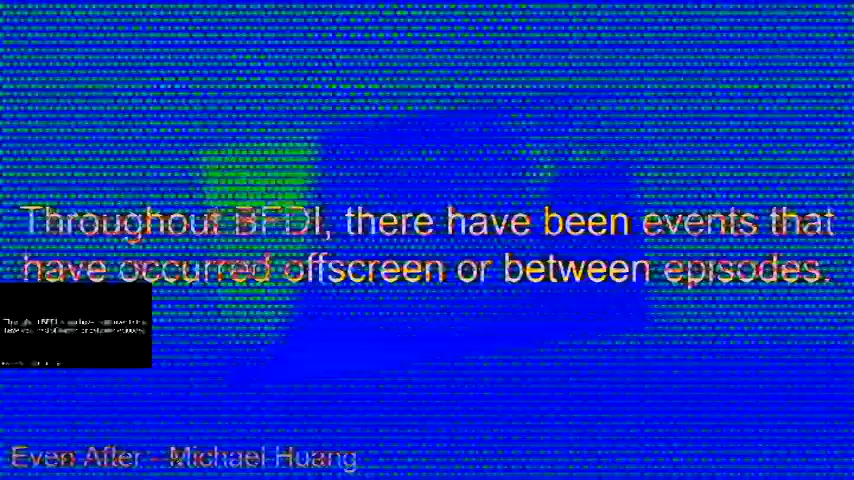 Throughout BFDI, there have been events that
have occurred offscreen or between episodes.
Even After - Michael Huang